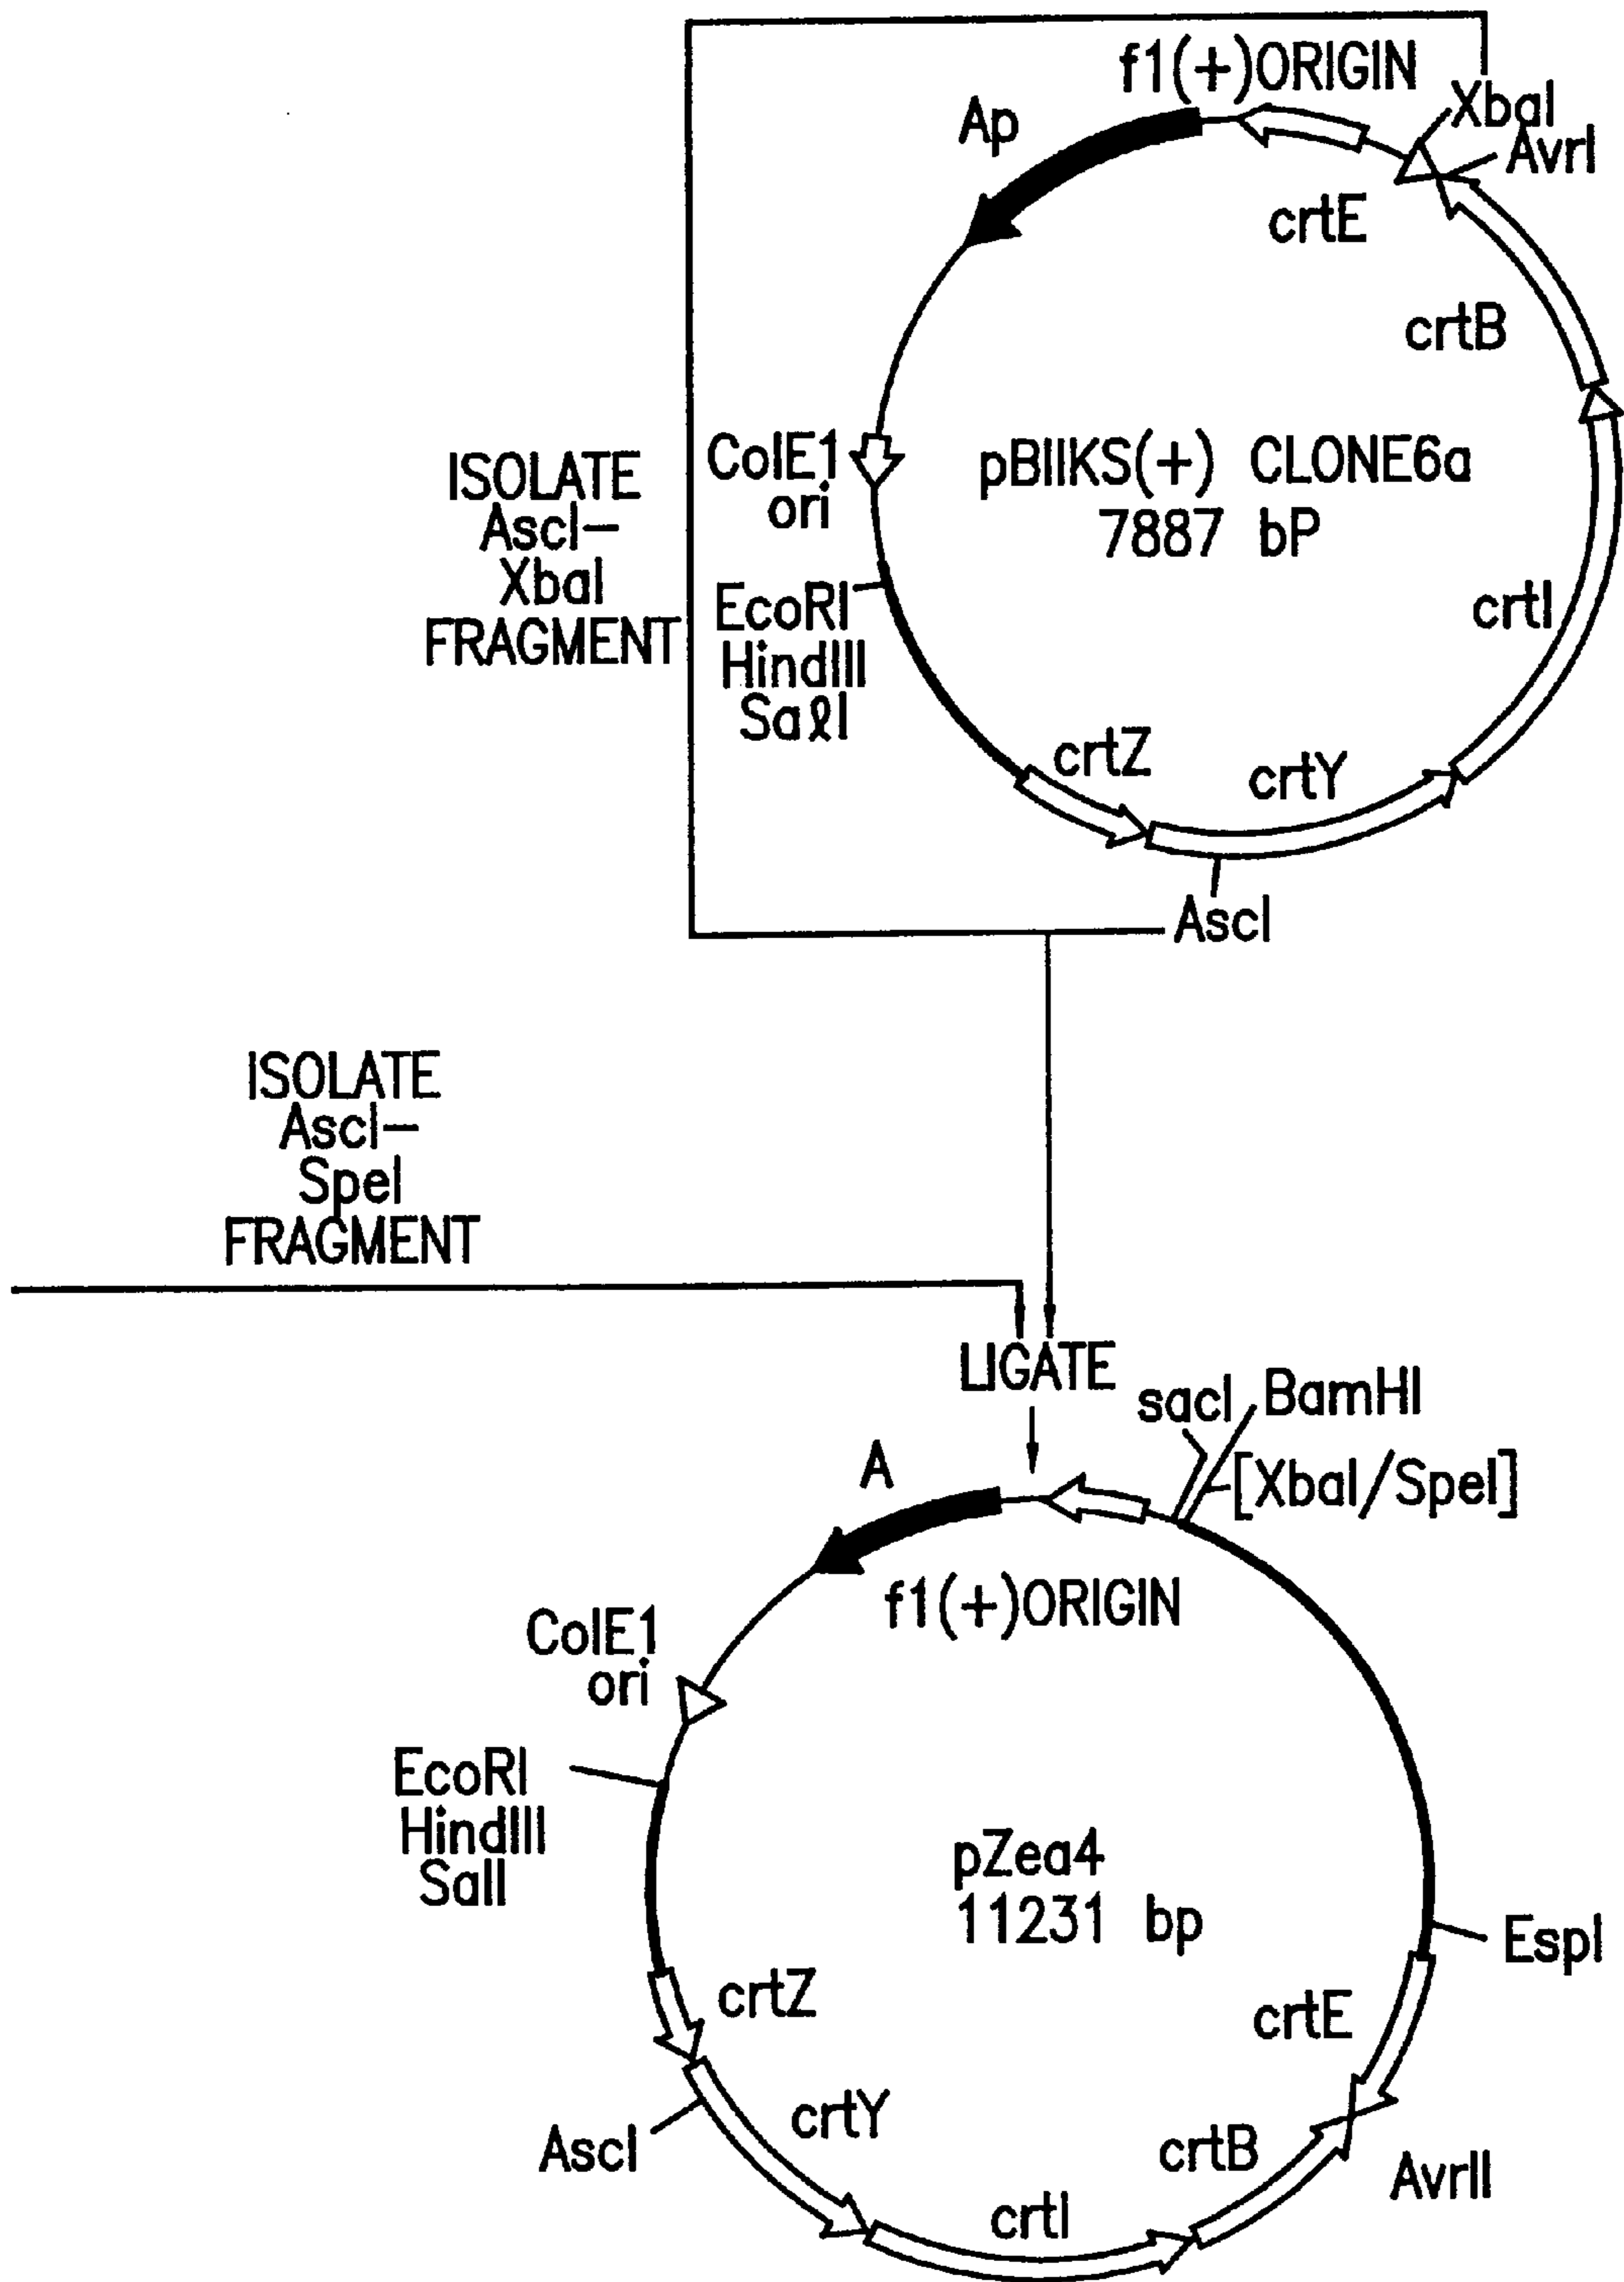 f1(+)ORIGIN
Ap
XbaI
AvrI
crtE
crtB
ColE1
ori
pBIIKS(+) CLONE6a
7887 bP
ISOLATE
AscI-
XbaI
FRAGMENT
EcoRI
HindIII
SalI
crtI
crtZ
crtY
AscI
ISOLATE
AscI-
SpeI
FRAGMENT
LIGATE
sacI
BamHI
[XbaI/SpeI]
A
f1(+)ORIGIN
ColE1
ori
EcoRI
HindIII
SalI
pZea4
11231 bp
EspI
crtZ
crtE
crtY
AscI
crtB
AvrII
crtI